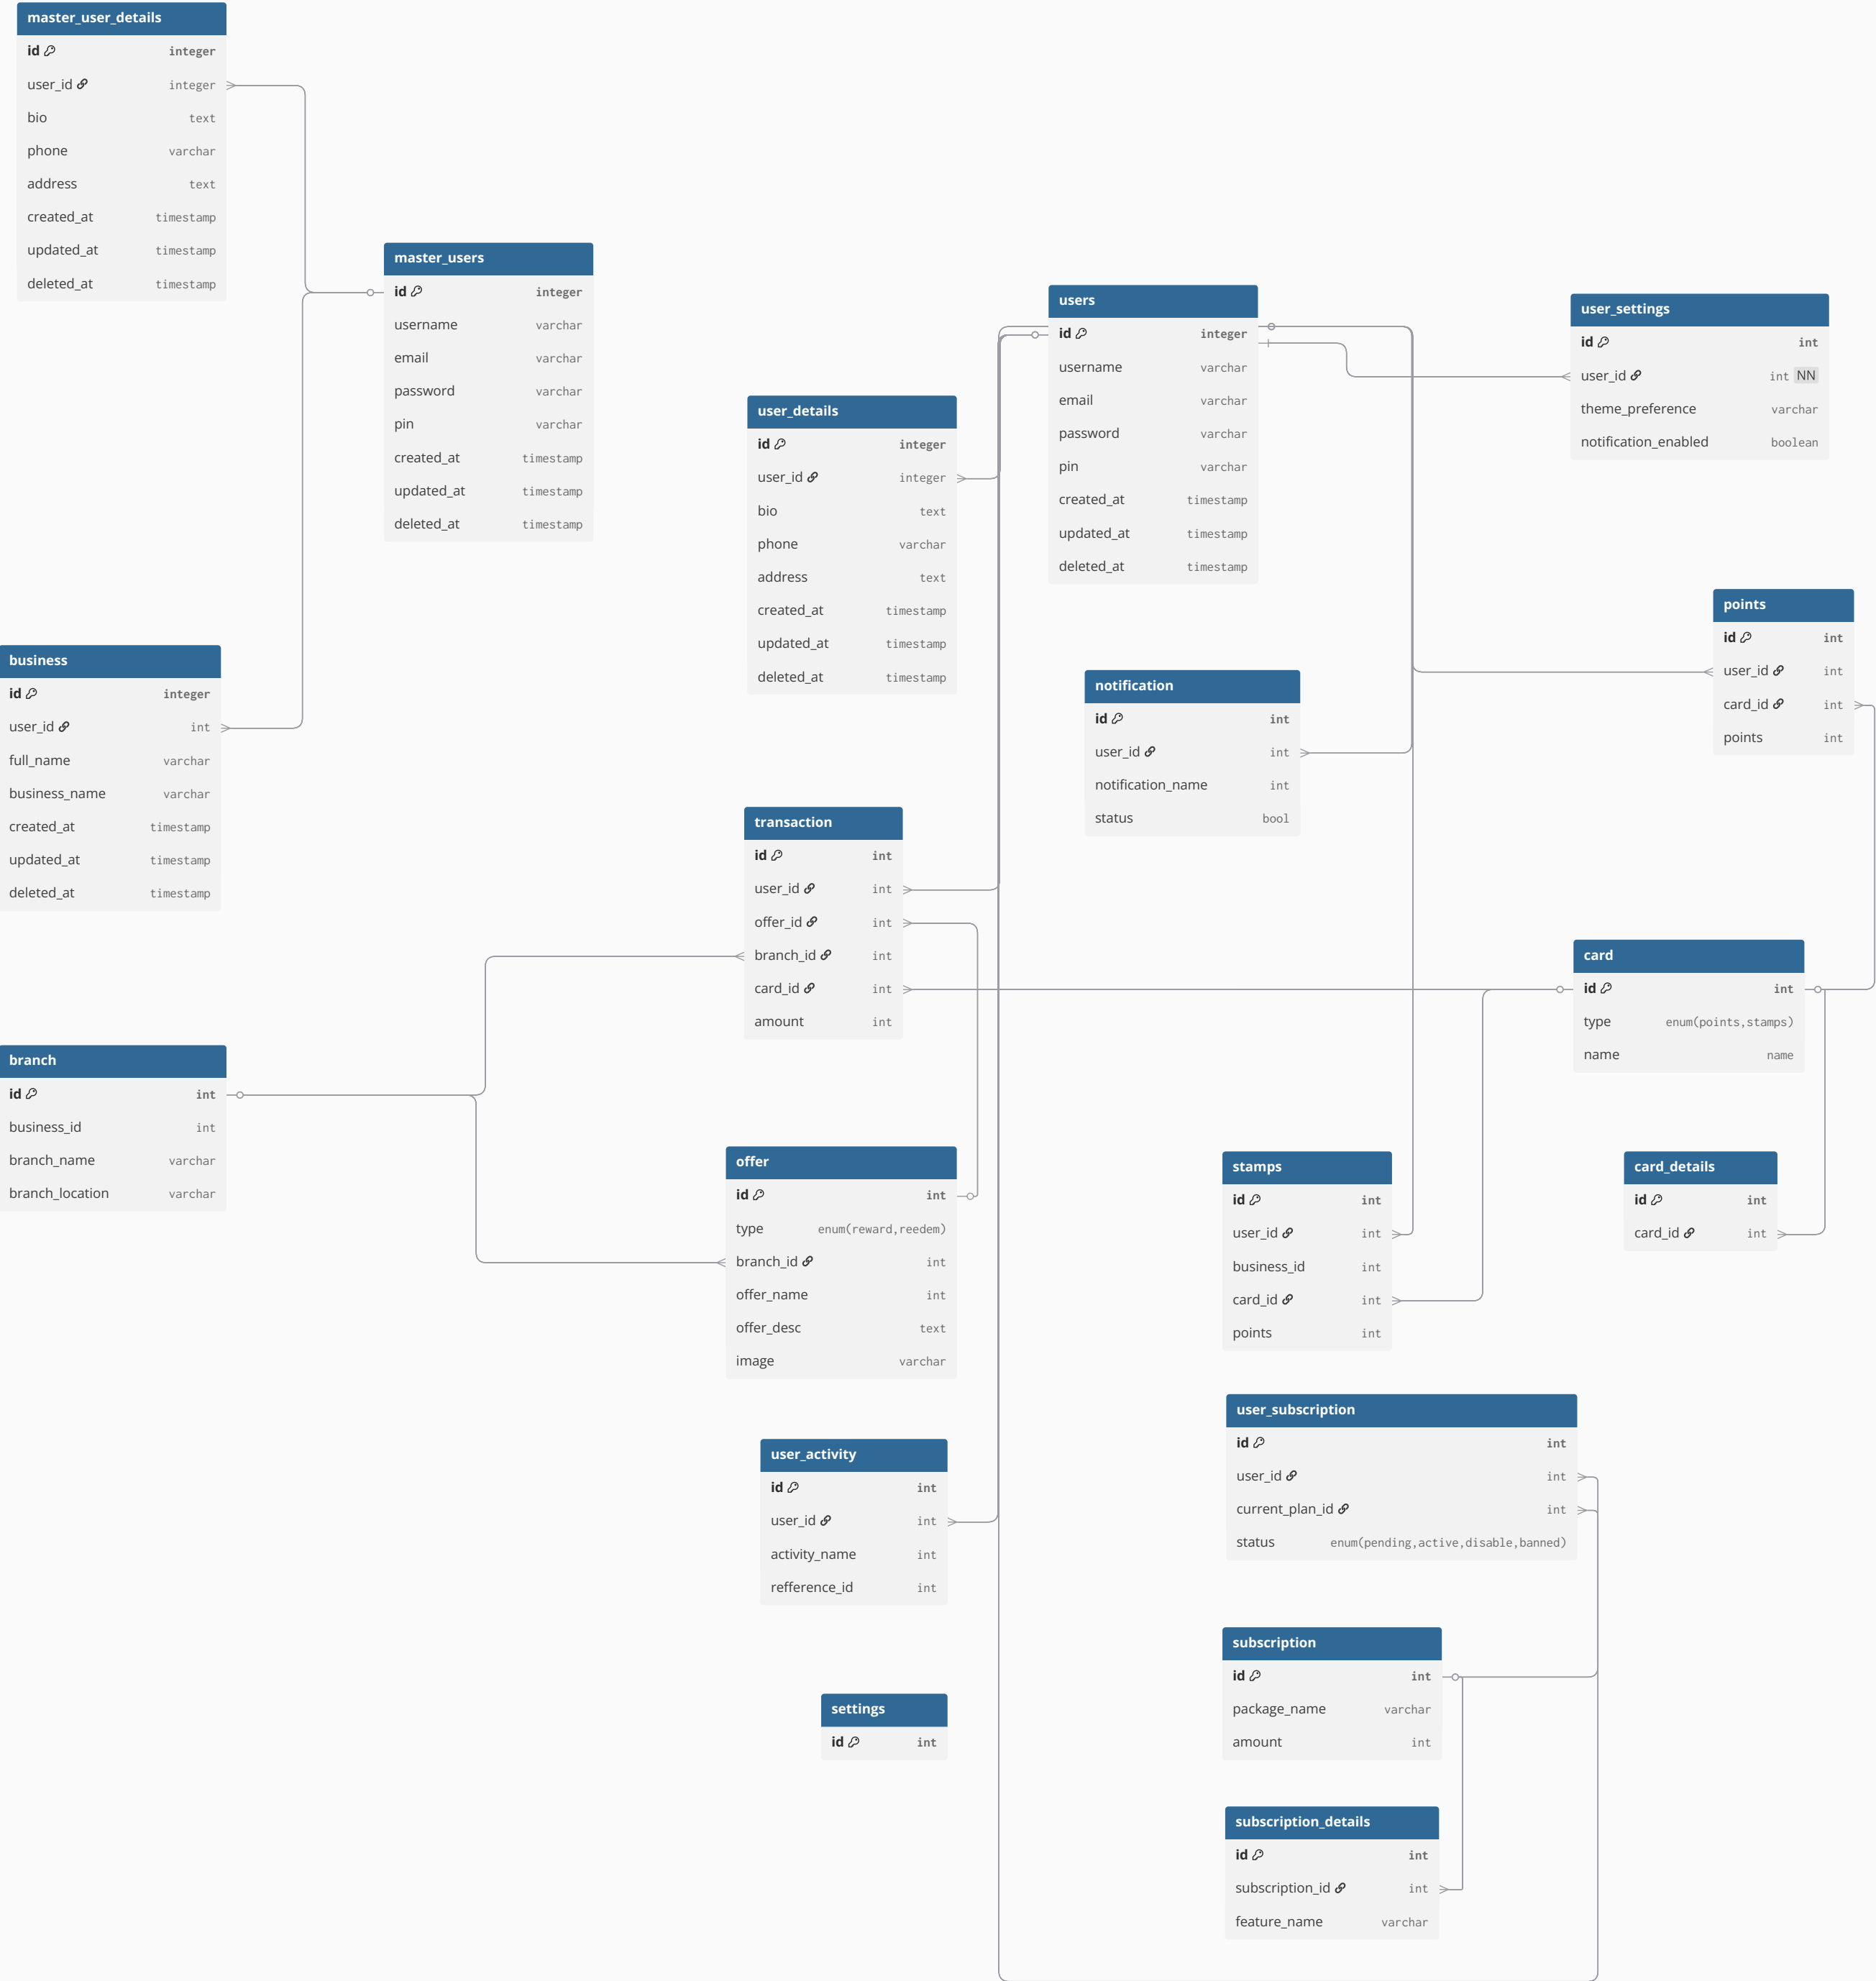 master_user_details
id integer
user_id integer
bio text
phone varchar
address text
created_at timestamp
updated_at timestamp
deleted_at timestamp
master_users
id integer
username varchar
email varchar
password varchar
pin varchar
created_at timestamp
updated_at timestamp
deleted_at timestamp
users
id integer
username varchar
email varchar
password varchar
pin varchar
created_at timestamp
updated_at timestamp
deleted_at timestamp
user_settings
id int
user_id int NN
theme_preference varchar
notification_enabled boolean
user_details
id integer
user_id integer
bio text
phone varchar
address text
created_at timestamp
updated_at timestamp
deleted_at timestamp
points
id int
user_id int
card_id int
points int
business
id integer
user_id int
full_name varchar
business_name varchar
created_at timestamp
updated_at timestamp
deleted_at timestamp
notification
id int
user_id int
notification_name int
status bool
transaction
id int
user_id int
offer_id int
branch_id int
card_id int
amount int
card
id int
type enum(points,stamps)
name name
branch
id int
business_id int
branch_name varchar
branch_location varchar
offer
id int
type enum(reward,reedem)
branch_id int
offer_name int
offer_desc text
image varchar
stamps
id int
user_id int
business_id int
card_id int
points int
card_details
id int
card_id int
user_subscription
id int
user_id int
current_plan_id int
status enum(pending,active,disable,banned)
user_activity
id int
user_id int
activity_name int
refference_id int
subscription
id int
package_name varchar
amount int
settings
id int
subscription_details
id int
subscription_id int
feature_name varchar